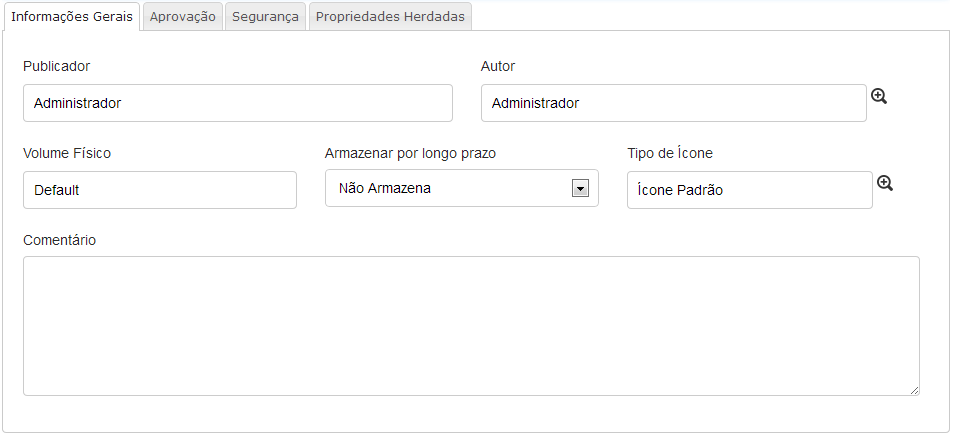 Informações Gerais Aprovação Segurança Propriedades Herdadas
Publicador Autor
Administrador Administrador
Volume Físico Armazenar por longo prazo Tipo de Ícone
Default Não Armazena Ícone Padrão
Comentário